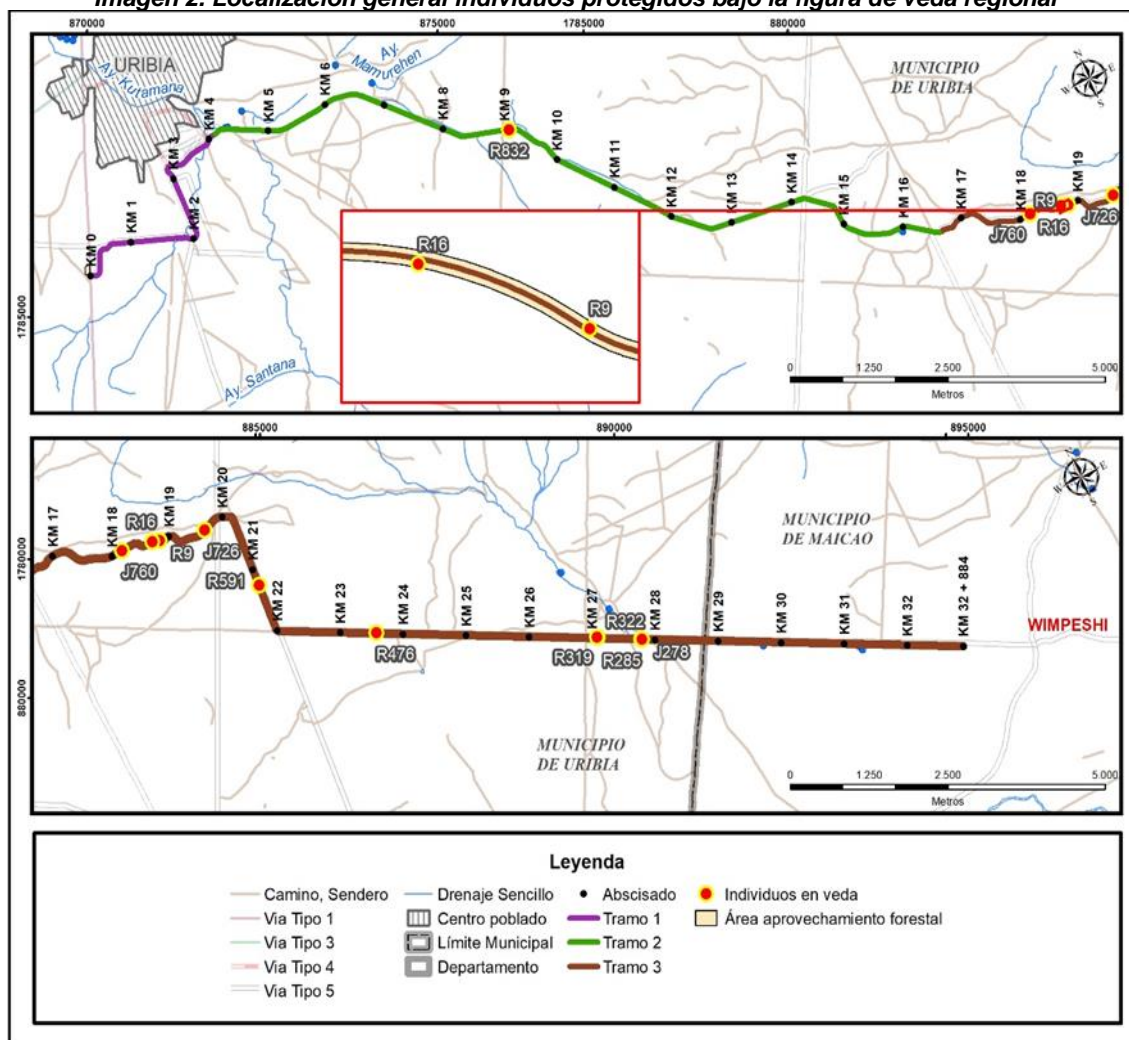 Imagen 2. Localización general individuos protegidos bajo la figura de veda regional
870000
875000
1785000
880000
URIBIA
Ay. Kutamana
Ay. Mamurehen
MUNICIPIO
DE URIBIA
N
E
S
W
KM 0
KM 1
KM 2
KM 3
KM 4
KM 5
KM 6
KM 8
KM 9
R832
KM 10
KM 11
KM 12
KM 13
KM 14
KM 15
KM 16
KM 17
KM 18
J760
R9
R16
KM 19
J726
R16
R9
Ay. Santana
1785000
0
1.250
2.500
5.000
Metros
885000
890000
895000
1780000
880000
KM 17
KM 18
R16
KM 19
KM 20
J760
R9
J726
KM 21
R591
KM 22
KM 23
KM 24
R476
KM 25
KM 26
KM 27
R322
KM 28
R319
R285
J278
KM 29
KM 30
KM 31
KM 32
KM 32 + 884
WIMPESHI
MUNICIPIO
DE MAICAO
MUNICIPIO
DE URIBIA
N
E
S
W
0
1.250
2.500
5.000
Metros
Leyenda
Camino, Sendero
Via Tipo 1
Via Tipo 3
Via Tipo 4
Via Tipo 5
Drenaje Sencillo
Centro poblado
Límite Municipal
Departamento
Abscisado
Tramo 1
Tramo 2
Tramo 3
Individuos en veda
Área aprovechamiento forestal